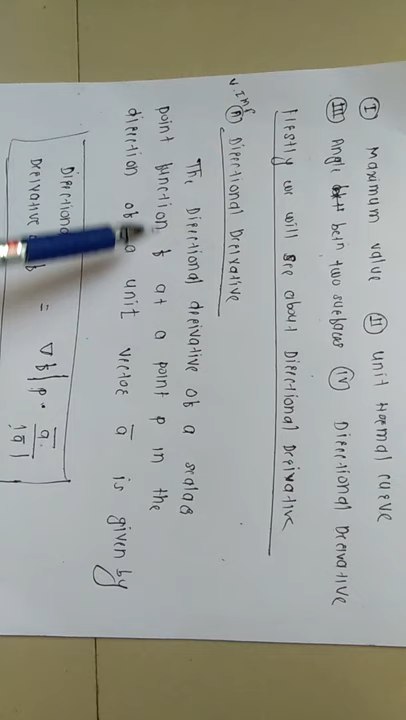 (I) maximum value (II) unit normal curve
(III) Angle betn two surfaces (IV) Directional Derivative
Firstly we will see about Directional Derivative
v.Imp (A) Directional Derivative
The Directional derivative of a scalar
point function f at a point p in the
direction of a unit vector a̅ is given by
Directional
Derivative = ∇f|p · a̅/|a̅|